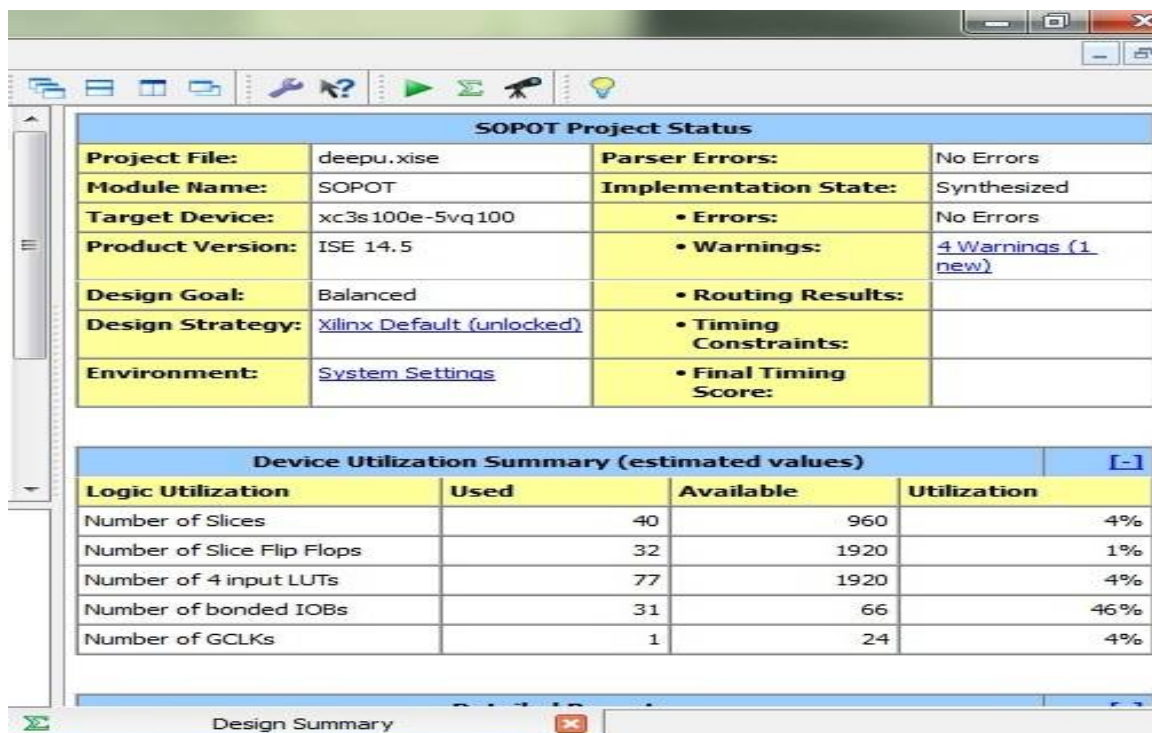 SOPOT Project Status
Project File: deepu.xise Parser Errors: No Errors
Module Name: SOPOT Implementation State: Synthesized
Target Device: xc3s100e-5vq100 • Errors: No Errors
Product Version: ISE 14.5 • Warnings: 4 Warnings (1
new)
Design Goal: Balanced • Routing Results:
Design Strategy: Xilinx Default (unlocked) • Timing
Constraints:
Environment: System Settings • Final Timing
Score:
Device Utilization Summary (estimated values) [-]
Logic Utilization Used Available Utilization
Number of Slices 40 960 4%
Number of Slice Flip Flops 32 1920 1%
Number of 4 input LUTs 77 1920 4%
Number of bonded IOBs 31 66 46%
Number of GCLKs 1 24 4%
Design Summary